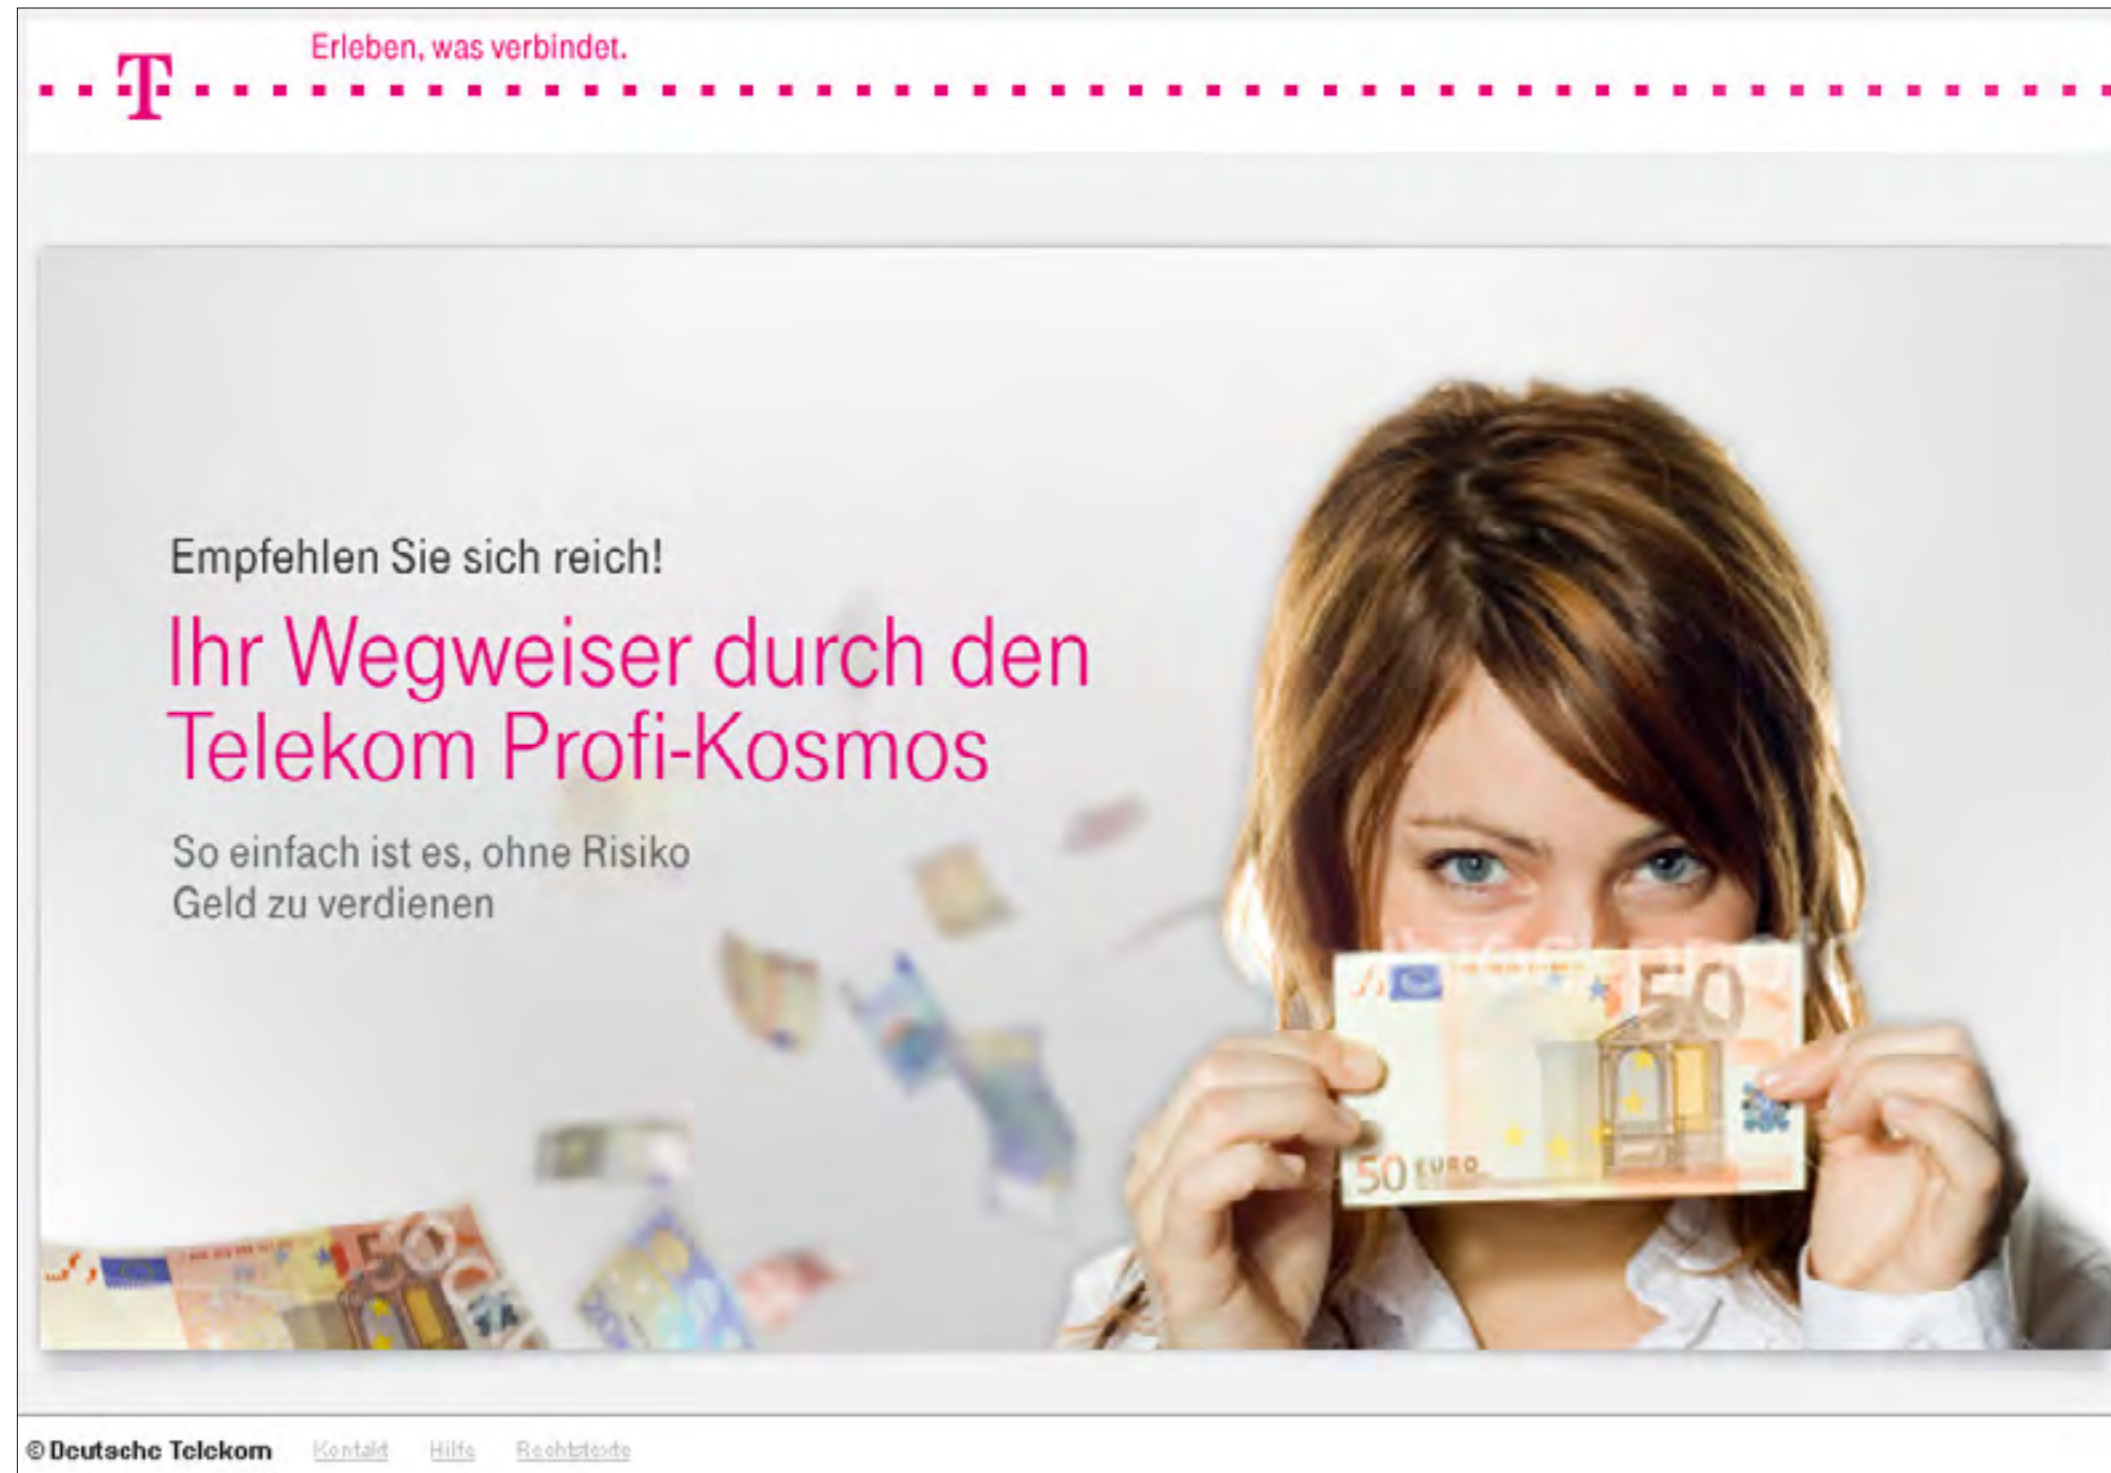 Erleben, was verbindet.
T
Empfehlen Sie sich reich!
Ihr Wegweiser durch den
Telekom Profi-Kosmos
So einfach ist es, ohne Risiko
Geld zu verdienen
50
50 EURO
50
© Deutsche Telekom Kontakt Hilfe Rechtstexte